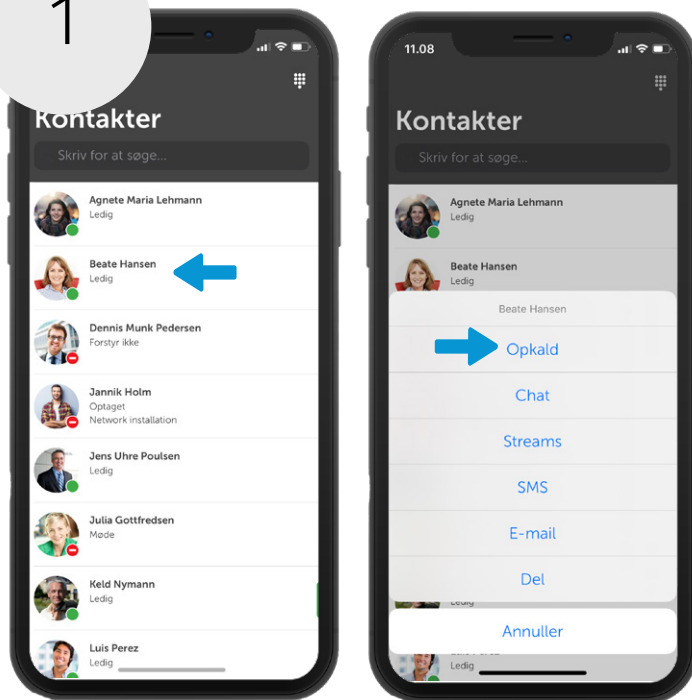 1
Kontakter
Skriv for at søge...
Agnete Maria Lehmann
Ledig
Beate Hansen
Ledig
Dennis Munk Pedersen
Forstyr ikke
Jannik Holm
Optaget
Network installation
Jens Uhre Poulsen
Ledig
Julia Gottfredsen
Møde
Keld Nymann
Ledig
Luis Perez
Ledig
11.08
Kontakter
Skriv for at søge...
Agnete Maria Lehmann
Ledig
Beate Hansen
Ledig
Beate Hansen
Opkald
Chat
Streams
SMS
E-mail
Del
Ledig
Annuller
Ledig